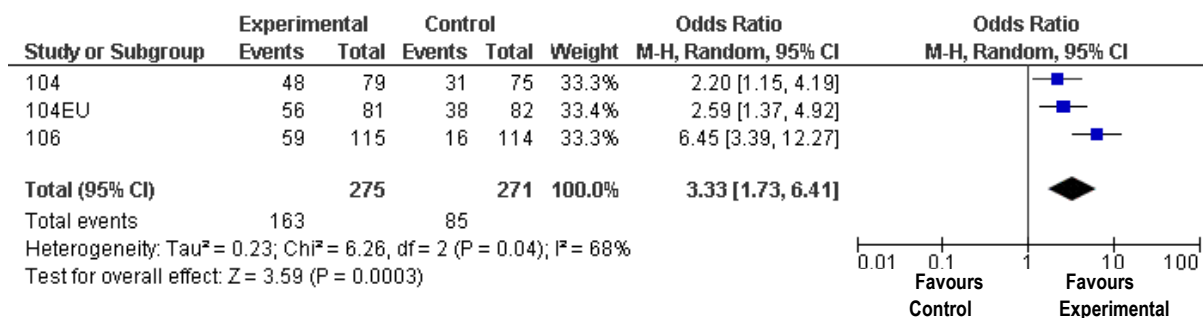 Experimental Control Odds Ratio Odds Ratio
Study or Subgroup Events Total Events Total Weight M-H, Random, 95% CI M-H, Random, 95% CI
104 48 79 31 75 33.3% 2.20 [1.15, 4.19]
104EU 56 81 38 82 33.4% 2.59 [1.37, 4.92]
106 59 115 16 114 33.3% 6.45 [3.39, 12.27]
Total (95% CI) 275 271 100.0% 3.33 [1.73, 6.41]
Total events 163 85
Heterogeneity: Tau² = 0.23; Chi² = 6.26, df = 2 (P = 0.04); I² = 68%
Test for overall effect: Z = 3.59 (P = 0.0003)
0.01 0.1 1 10 100
Favours Favours
Control Experimental